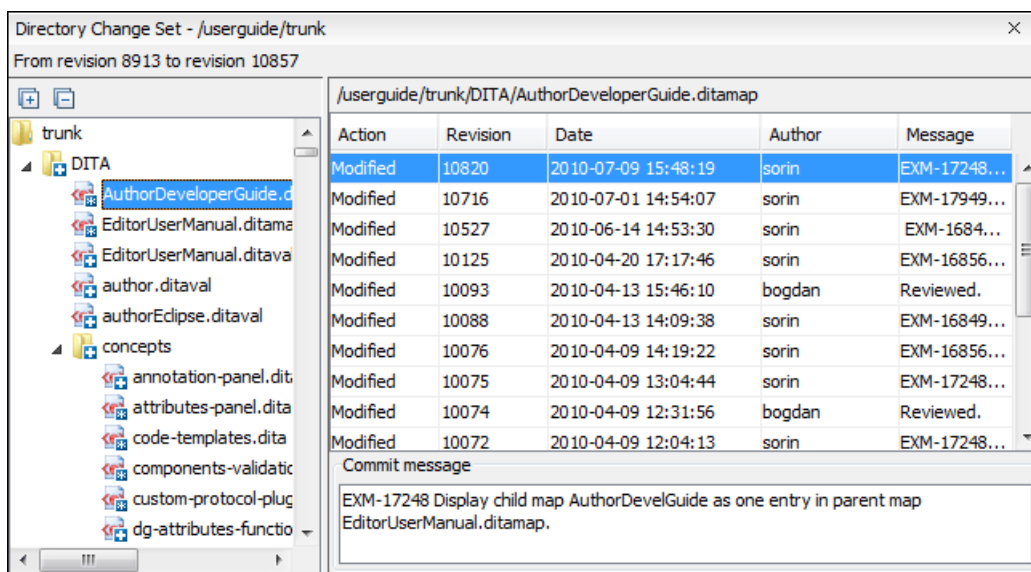 Directory Change Set - /userguide/trunk
From revision 8913 to revision 10857
/userguide/trunk/DITA/AuthorDeveloperGuide.ditamap
trunk
DITA
AuthorDeveloperGuide.d
EditorUserManual.ditama
EditorUserManual.ditaval
author.ditaval
authorEclipse.ditaval
concepts
annotation-panel.dita
attributes-panel.dita
code-templates.dita
components-validatio
custom-protocol-plug
dg-attributes-functio
Action Revision Date Author Message
Modified 10820 2010-07-09 15:48:19 sorin EXM-17248...
Modified 10716 2010-07-01 14:54:07 sorin EXM-17949...
Modified 10527 2010-06-14 14:53:30 sorin EXM-1684...
Modified 10125 2010-04-20 17:17:46 sorin EXM-16856...
Modified 10093 2010-04-13 15:46:10 bogdan Reviewed.
Modified 10088 2010-04-13 14:09:38 sorin EXM-16849...
Modified 10076 2010-04-09 14:19:22 sorin EXM-16856...
Modified 10075 2010-04-09 13:04:44 sorin EXM-17248...
Modified 10074 2010-04-09 12:31:56 bogdan Reviewed.
Modified 10072 2010-04-09 12:04:13 sorin EXM-17248...
Commit message
EXM-17248 Display child map AuthorDevelGuide as one entry in parent map
EditorUserManual.ditamap.